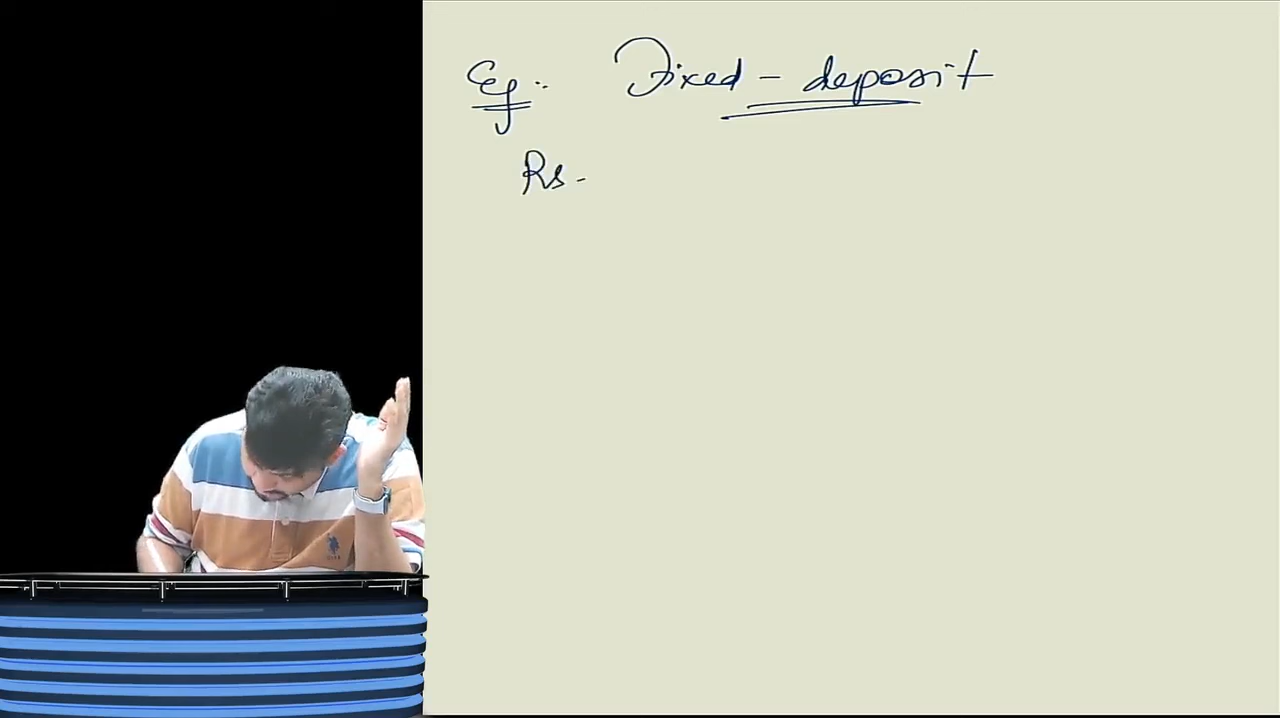 Eg:- Fixed - deposit
Rs.